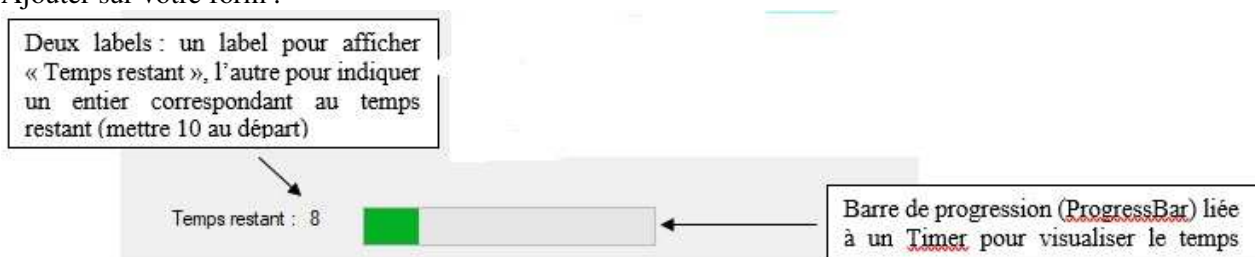 Ajouter sur votre form :
Deux labels : un label pour afficher
« Temps restant », l'autre pour indiquer
un entier correspondant au temps
restant (mettre 10 au départ)
Temps restant : 8
Barre de progression (ProgressBar) liée
à un Timer pour visualiser le temps